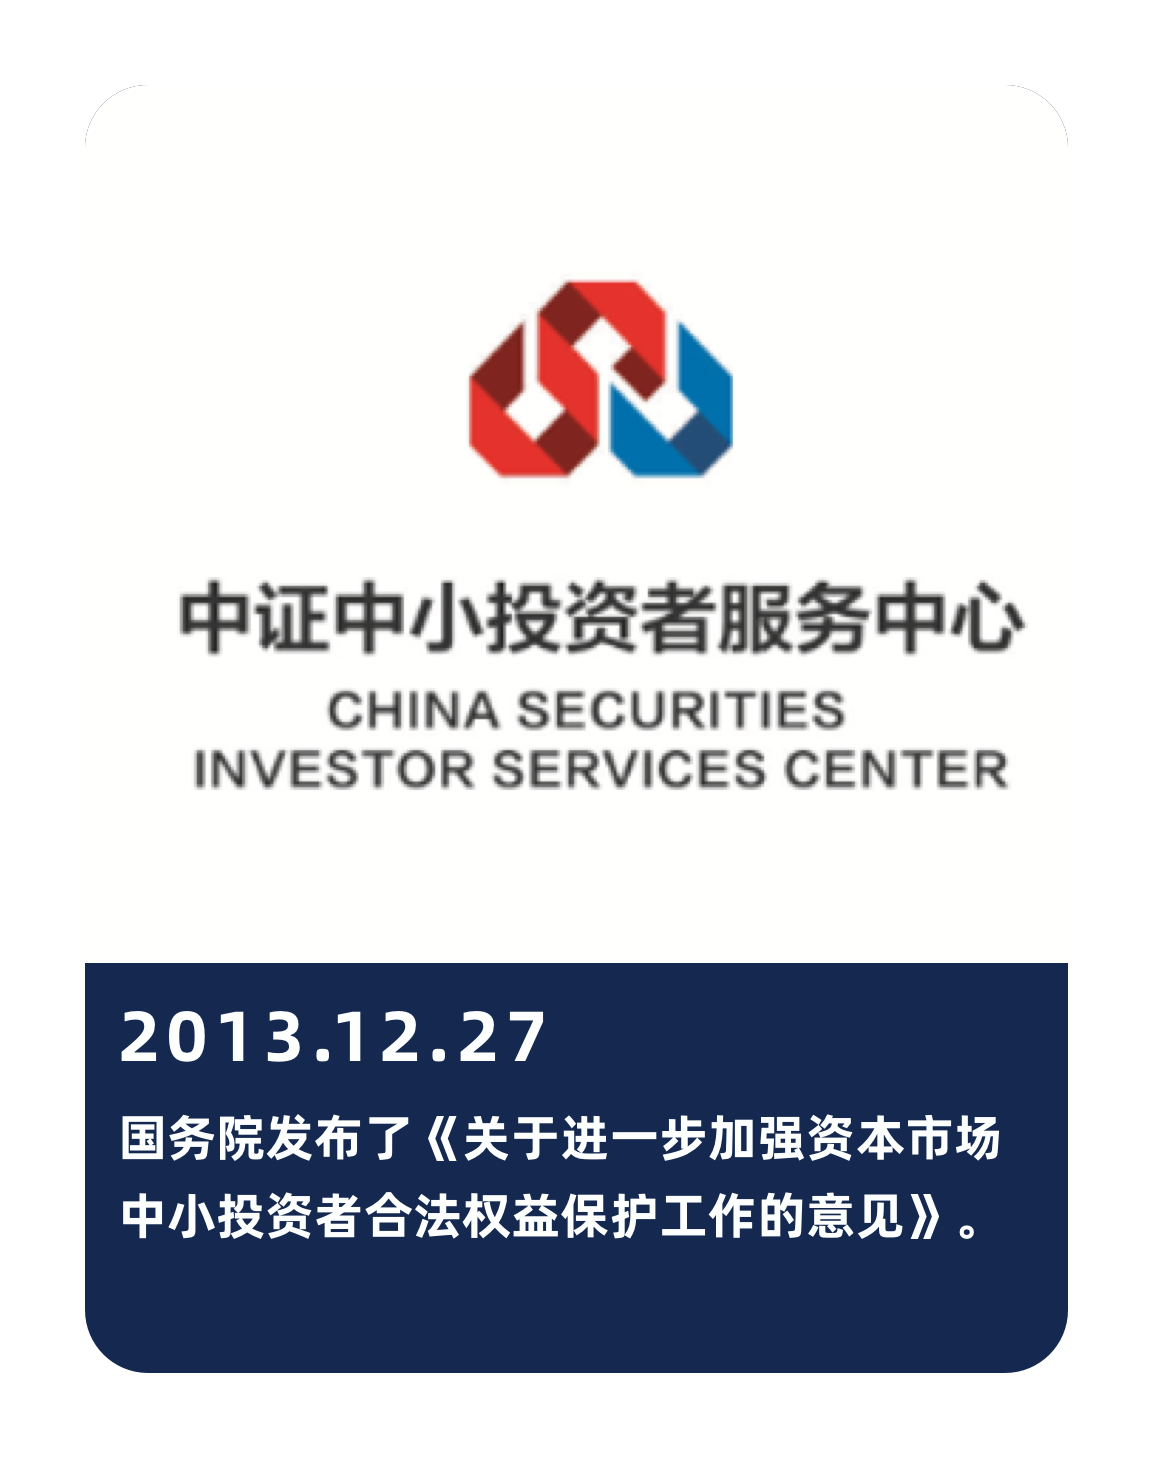 中证中小投资者服务中心
CHINA SECURITIES
INVESTOR SERVICES CENTER
2013.12.27
国务院发布了《关于进一步加强资本市场
中小投资者合法权益保护工作的意见》。